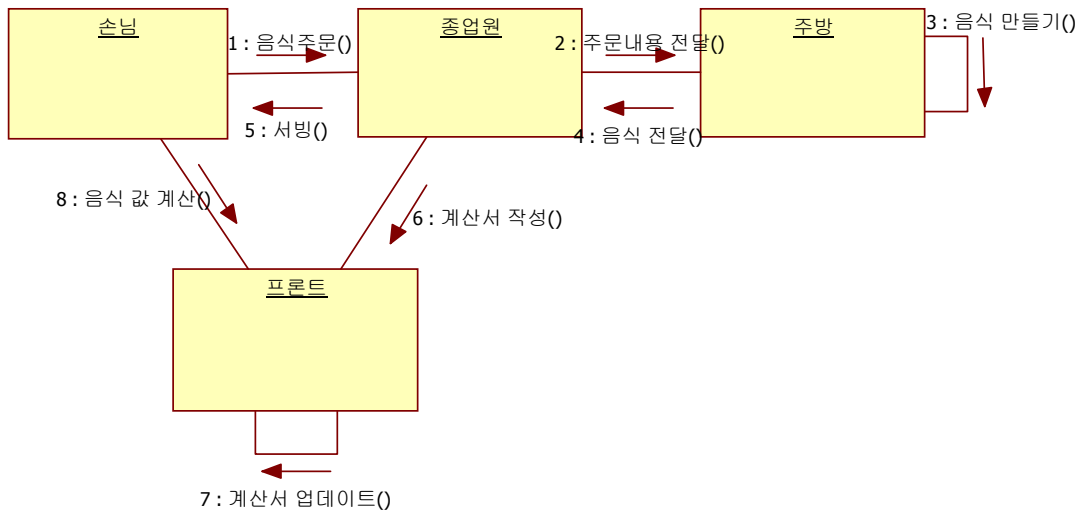 손님
종업원
주방
3 : 음식 만들기()
1 : 음식주문()
2 : 주문내용 전달()
5 : 서빙()
4 : 음식 전달()
8 : 음식 값 계산()
6 : 계산서 작성()
프론트
7 : 계산서 업데이트()